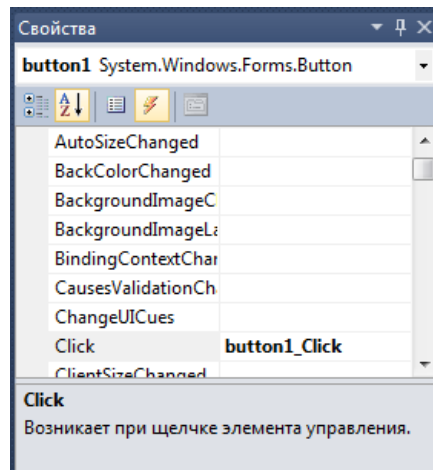 Свойства
button1 System.Windows.Forms.Button
AutoSizeChanged
BackColorChanged
BackgroundImageC
BackgroundImageLa
BindingContextChar
CausesValidationCh
ChangeUICues
Click button1_Click
ClientSizeChanged
Click
Возникает при щелчке элемента управления.